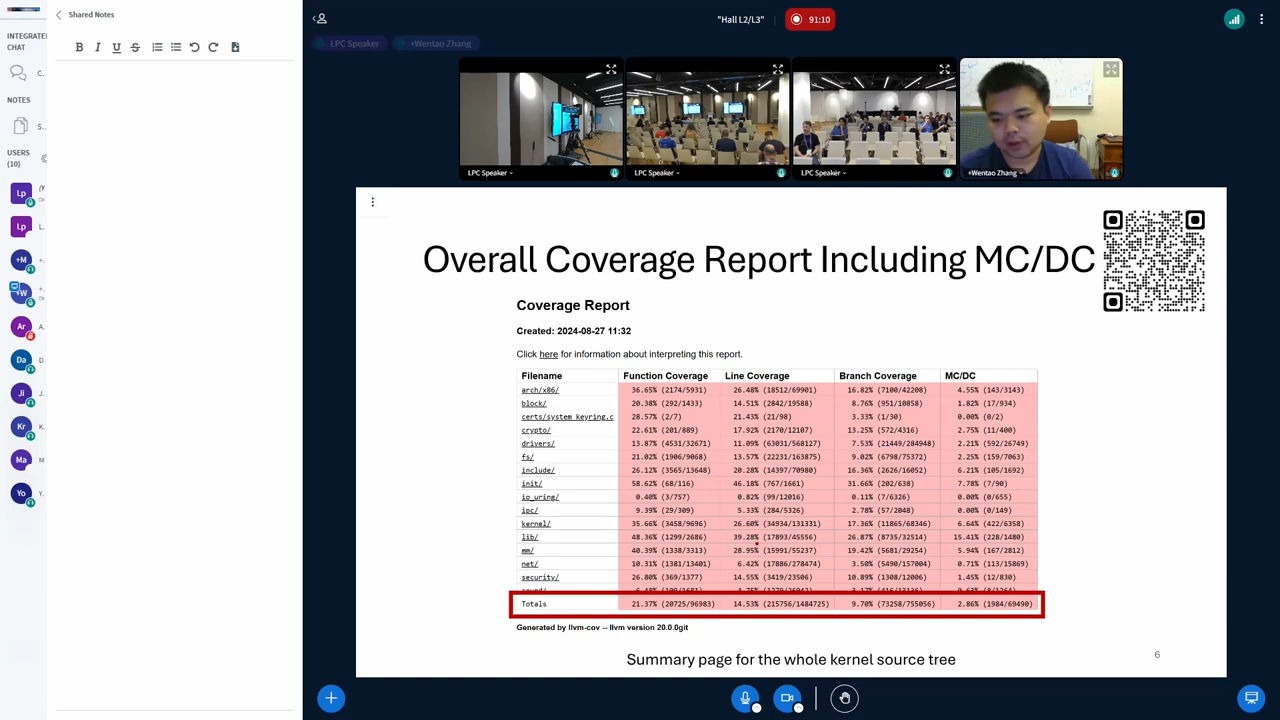 Shared Notes
INTEGRATE
CHAT
C...
NOTES
S...
USERS (10)
Lp
Lp
L...
+M
+W
Ar
A.
Da
D.
Ji
J.
Kr
K.
Ma
M
Yo
Y.
B I U S
"Hall L2/L3"
91:10
LPC Speaker
+Wentao Zhang
LPC Speaker
LPC Speaker
LPC Speaker
+Wentao Zhang
Overall Coverage Report Including MC/DC
Coverage Report
Created: 2024-08-27 11:32
Click here for information about interpreting this report.
Filename Function Coverage Line Coverage Branch Coverage MC/DC
arch/x86/ 36.65% (2174/5931) 26.48% (18512/69901) 16.82% (7100/42208) 4.55% (143/3143)
block/ 20.38% (292/1433) 14.51% (2842/19588) 8.76% (951/10858) 1.82% (17/934)
certs/system_keyring.c 28.57% (2/7) 21.43% (21/98) 3.33% (1/30) 0.00% (0/2)
crypto/ 22.61% (201/889) 17.92% (2170/12107) 13.25% (572/4316) 2.75% (11/400)
drivers/ 13.87% (4531/32671) 11.09% (63031/568127) 7.53% (21449/284948) 2.21% (592/26749)
fs/ 21.02% (1906/9068) 13.57% (22231/163875) 9.02% (6798/75372) 2.25% (159/7063)
include/ 26.12% (3565/13648) 20.28% (14397/70980) 16.36% (2626/16052) 6.21% (105/1692)
init/ 58.62% (68/116) 46.18% (767/1661) 31.66% (202/638) 7.78% (7/90)
io_uring/ 0.40% (3/757) 0.82% (99/12016) 0.11% (7/6326) 0.00% (0/655)
ipc/ 9.39% (29/309) 5.33% (284/5326) 2.78% (57/2048) 0.00% (0/149)
kernel/ 35.66% (3458/9696) 26.60% (34934/131331) 17.36% (11865/68346) 6.64% (422/6358)
lib/ 48.36% (1299/2686) 39.28% (17893/45556) 26.87% (8735/32514) 15.41% (228/1480)
mm/ 40.39% (1338/3313) 28.95% (15991/55237) 19.42% (5681/29254) 5.94% (167/2812)
net/ 10.31% (1381/13401) 6.42% (17886/278474) 3.50% (5490/157004) 0.71% (113/15869)
security/ 26.80% (369/1377) 14.55% (3419/23506) 10.89% (1308/12006) 1.45% (12/830)
Totals 21.37% (20725/96983) 14.53% (215756/1484725) 9.70% (73258/755056) 2.86% (1984/69490)
Generated by llvm-cov -- llvm version 20.0.0git
Summary page for the whole kernel source tree
6